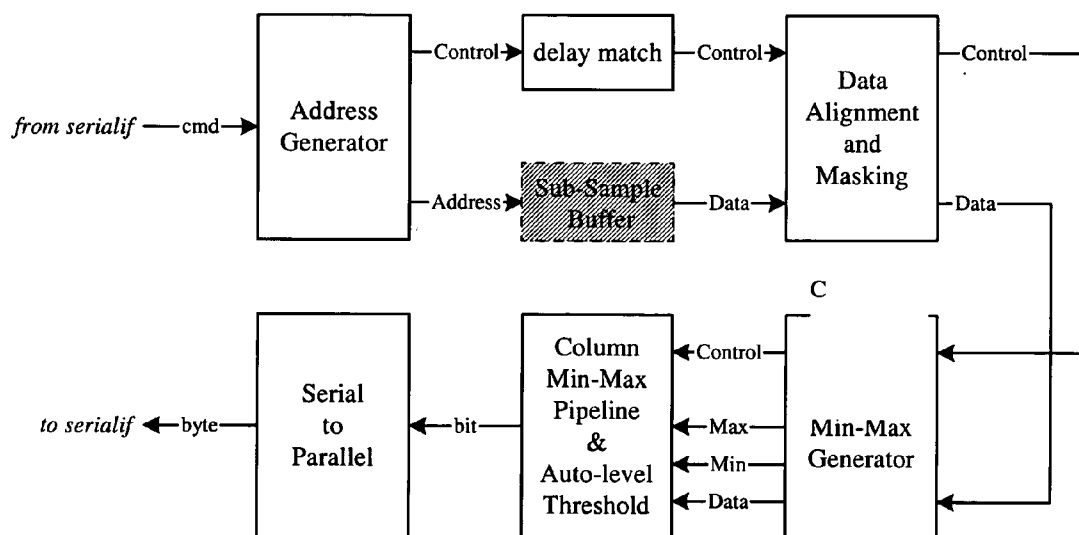 from serialif
cmd
Address
Generator
Control
delay match
Control
Address
Sub-Sample
Buffer
Data
Data
Alignment
and
Masking
Control
Data
C
to serialif
byte
Serial
to
Parallel
bit
Column
Min-Max
Pipeline
&
Auto-level
Threshold
Control
Max
Min
Data
Min-Max
Generator